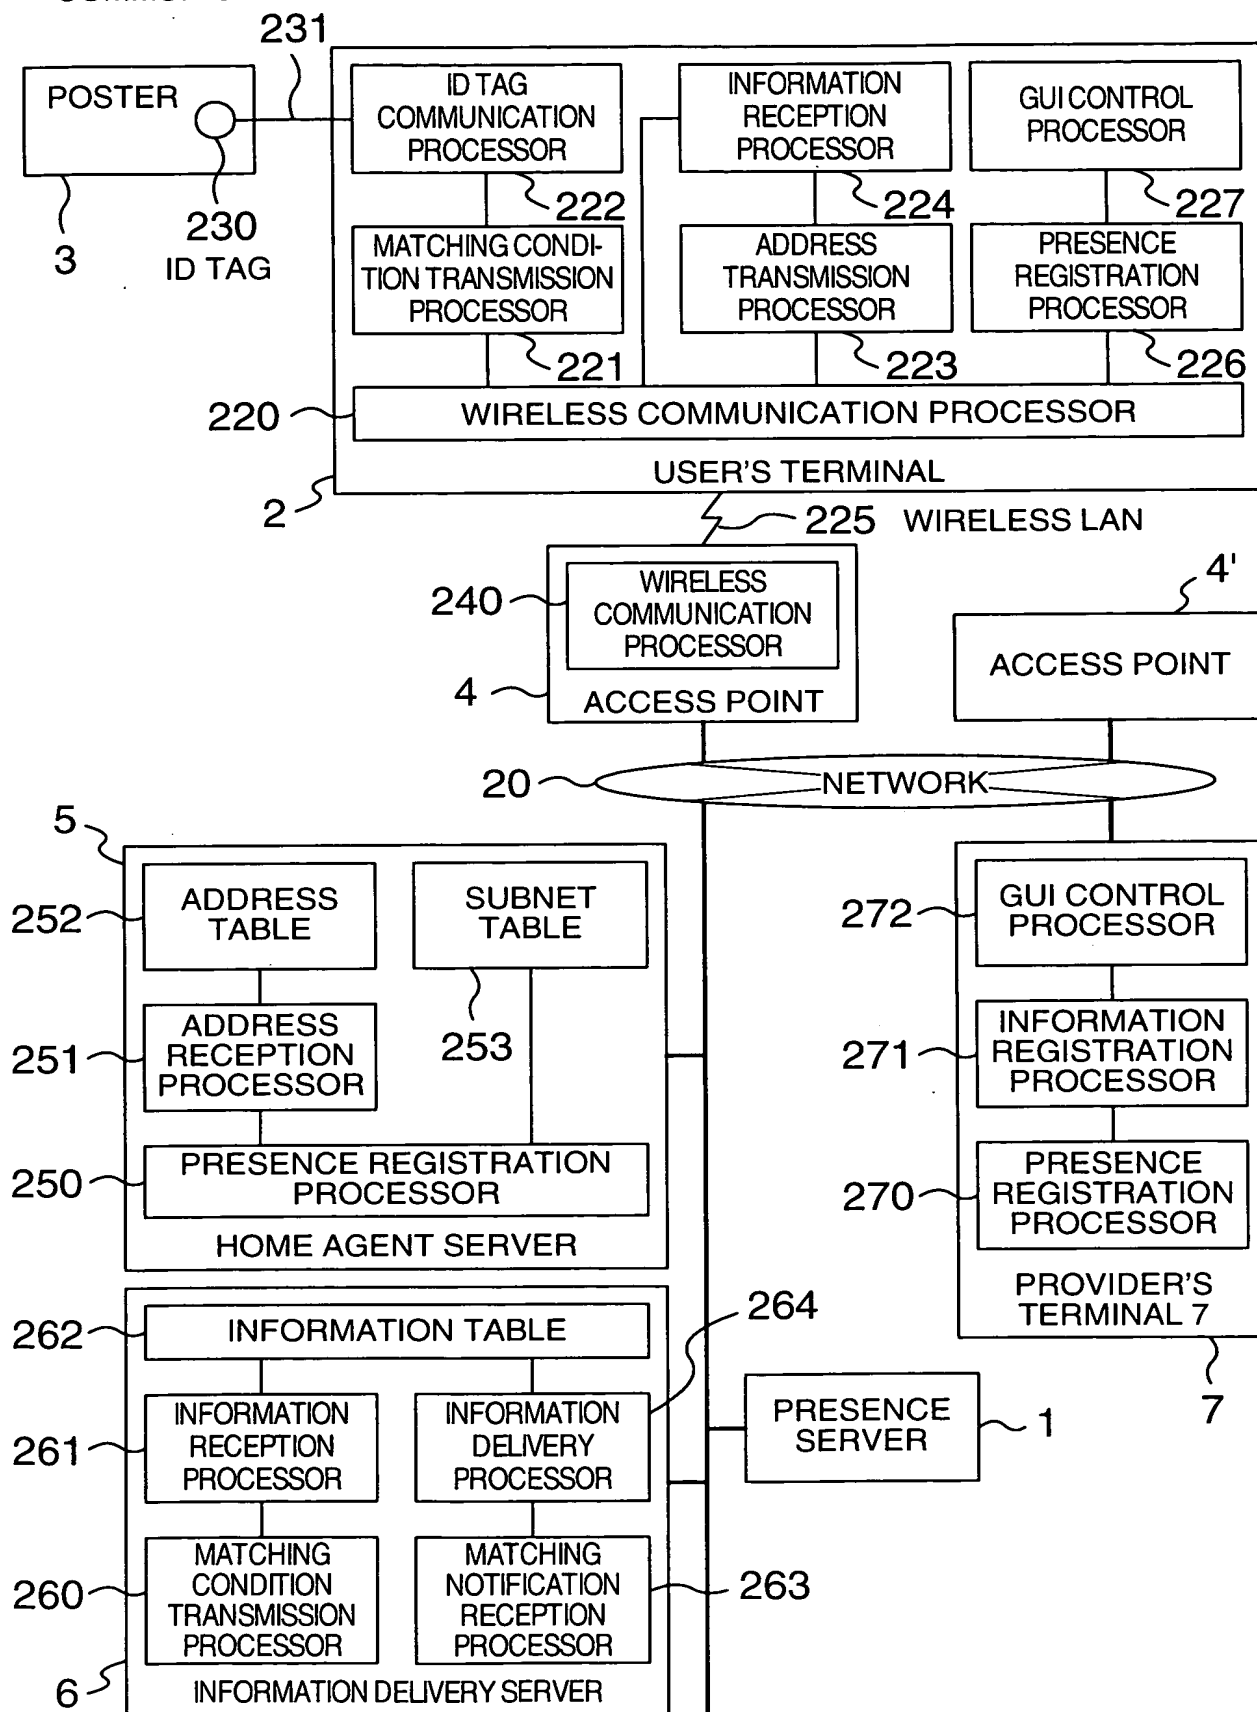 231
POSTER
3
230
ID TAG
ID TAG
COMMUNICATION
PROCESSOR
222
INFORMATION
RECEPTION
PROCESSOR
224
GUI CONTROL
PROCESSOR
227
MATCHING CONDI-
TION TRANSMISSION
PROCESSOR
221
ADDRESS
TRANSMISSION
PROCESSOR
223
PRESENCE
REGISTRATION
PROCESSOR
226
220
WIRELESS COMMUNICATION PROCESSOR
USER'S TERMINAL
2
225
WIRELESS LAN
240
WIRELESS
COMMUNICATION
PROCESSOR
4
ACCESS POINT
4'
ACCESS POINT
20
NETWORK
5
252
ADDRESS
TABLE
SUBNET
TABLE
253
251
ADDRESS
RECEPTION
PROCESSOR
250
PRESENCE REGISTRATION
PROCESSOR
HOME AGENT SERVER
272
GUI CONTROL
PROCESSOR
271
INFORMATION
REGISTRATION
PROCESSOR
270
PRESENCE
REGISTRATION
PROCESSOR
PROVIDER'S
TERMINAL 7
7
262
INFORMATION TABLE
264
261
INFORMATION
RECEPTION
PROCESSOR
INFORMATION
DELIVERY
PROCESSOR
260
MATCHING
CONDITION
TRANSMISSION
PROCESSOR
MATCHING
NOTIFICATION
RECEPTION
PROCESSOR
263
6
INFORMATION DELIVERY SERVER
PRESENCE
SERVER
1